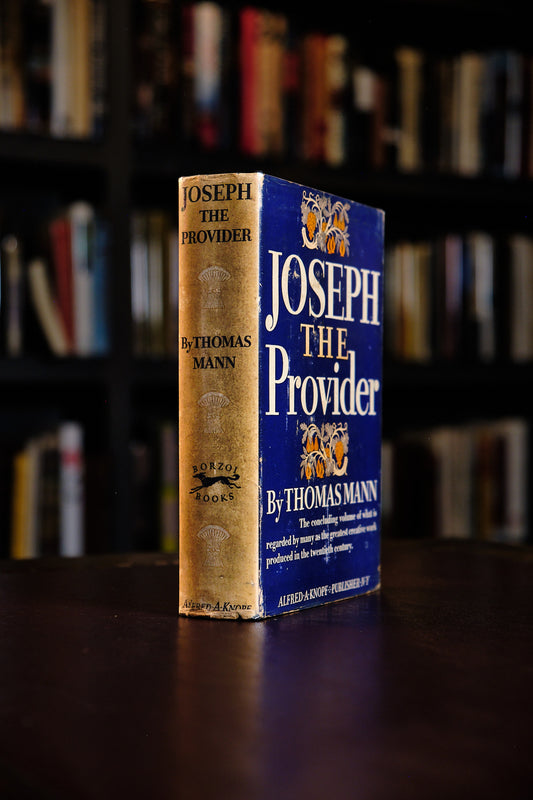 JOSEPH
THE
PROVIDER
By THOMAS
MANN
BORZOI
BOOKS
ALFRED·A·KNOPF
JOSEPH
THE
Provider
By THOMAS MANN
The concluding volume of what is
regarded by many as the greatest creative work
produced in the twentieth century.
ALFRED·A·KNOPF · PUBLISHER·N·Y